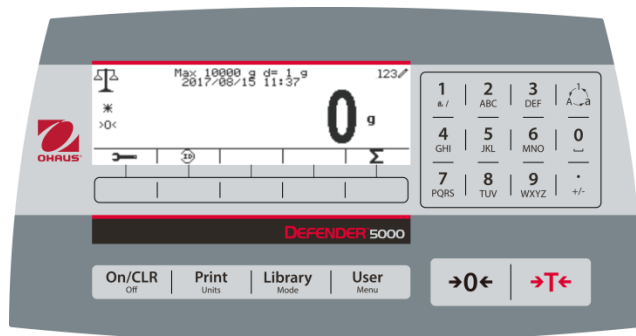 Max 10000 g d= 1 g
2017/08/15 11:37
123
>0<
0 g
ID
Σ
OHAUS
DEFENDER 5000
1 &, /
2 ABC
3 DEF
1 A a
4 GHI
5 JKL
6 MNO
0
7 PQRS
8 TUV
9 WXYZ
. +/-
On/CLR Off
Print Units
Library Mode
User Menu
→0←
→T←